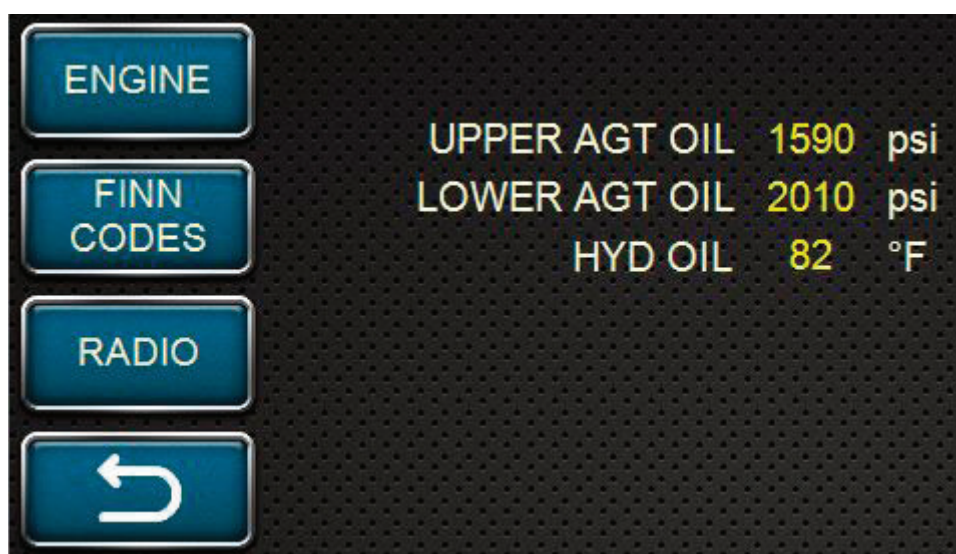 ENGINE
FINN
CODES
RADIO
UPPER AGT OIL 1590 psi
LOWER AGT OIL 2010 psi
HYD OIL 82 °F